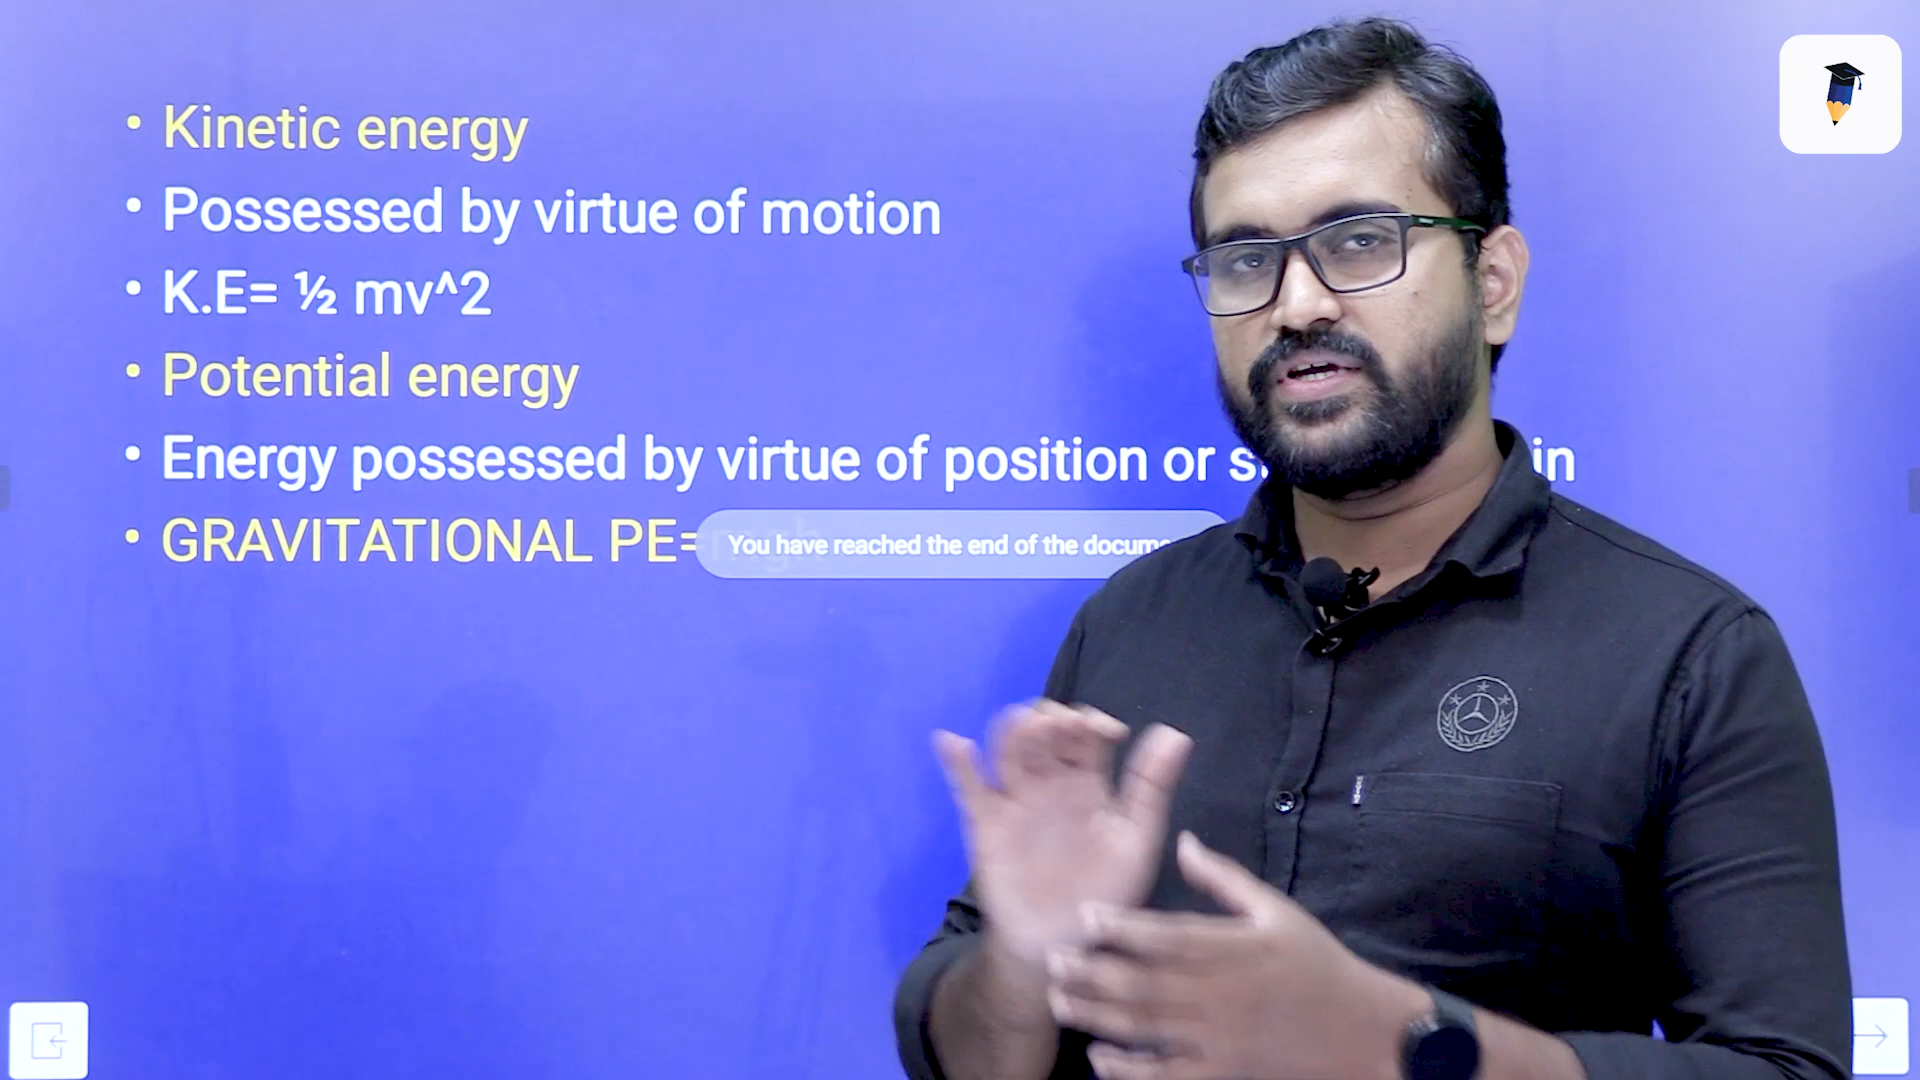 • Kinetic energy
• Possessed by virtue of motion
• K.E= ½ mv^2
• Potential energy
• Energy possessed by virtue of position or in
• GRAVITATIONAL PE=
You have reached the end of the